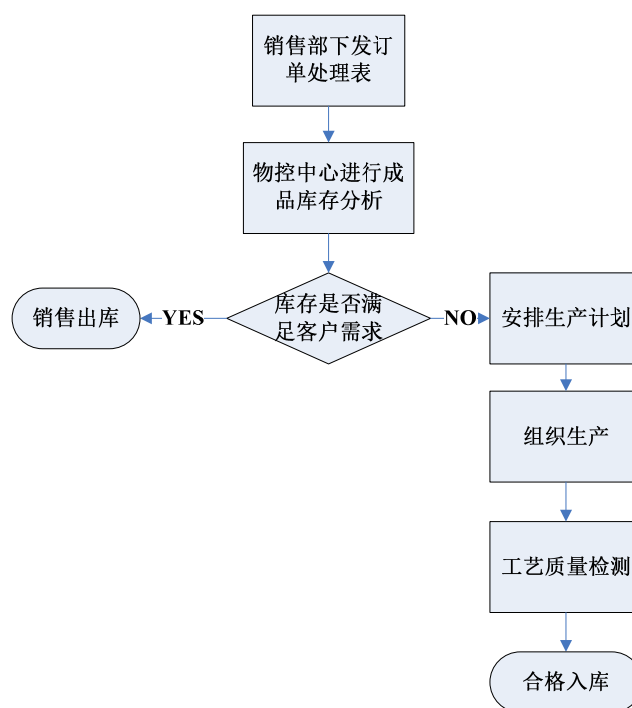 销售部下发订
单处理表
物控中心进行成
品库存分析
库存是否满
足客户需求
YES
销售出库
NO
安排生产计划
组织生产
工艺质量检测
合格入库